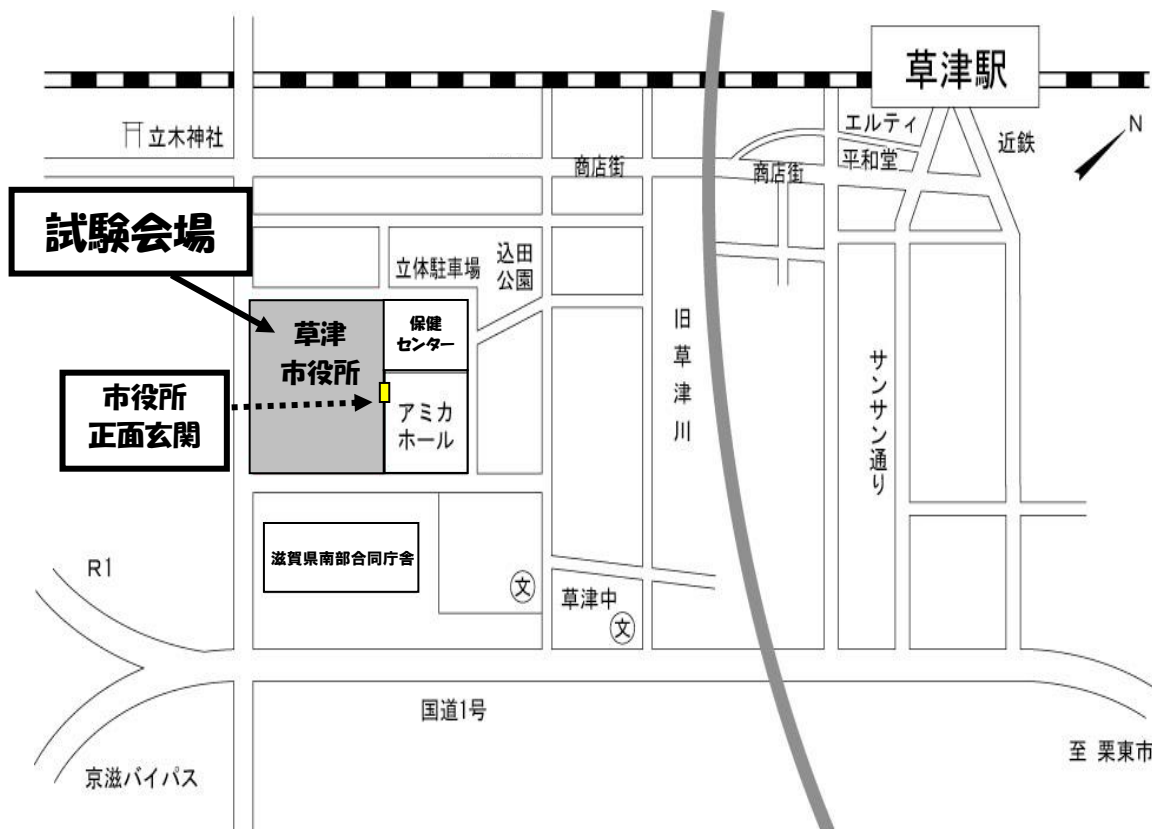 草津駅
エルティ
近鉄
N
立木神社
商店街
商店街
平和堂
試験会場
立体駐車場
込田
公園
草津
市役所
保健
センター
旧草津川
サンサン通り
市役所
正面玄関
アミカ
ホール
滋賀県南部合同庁舎
R1
文
草津中
文
国道1号
至 栗東市
京滋バイパス